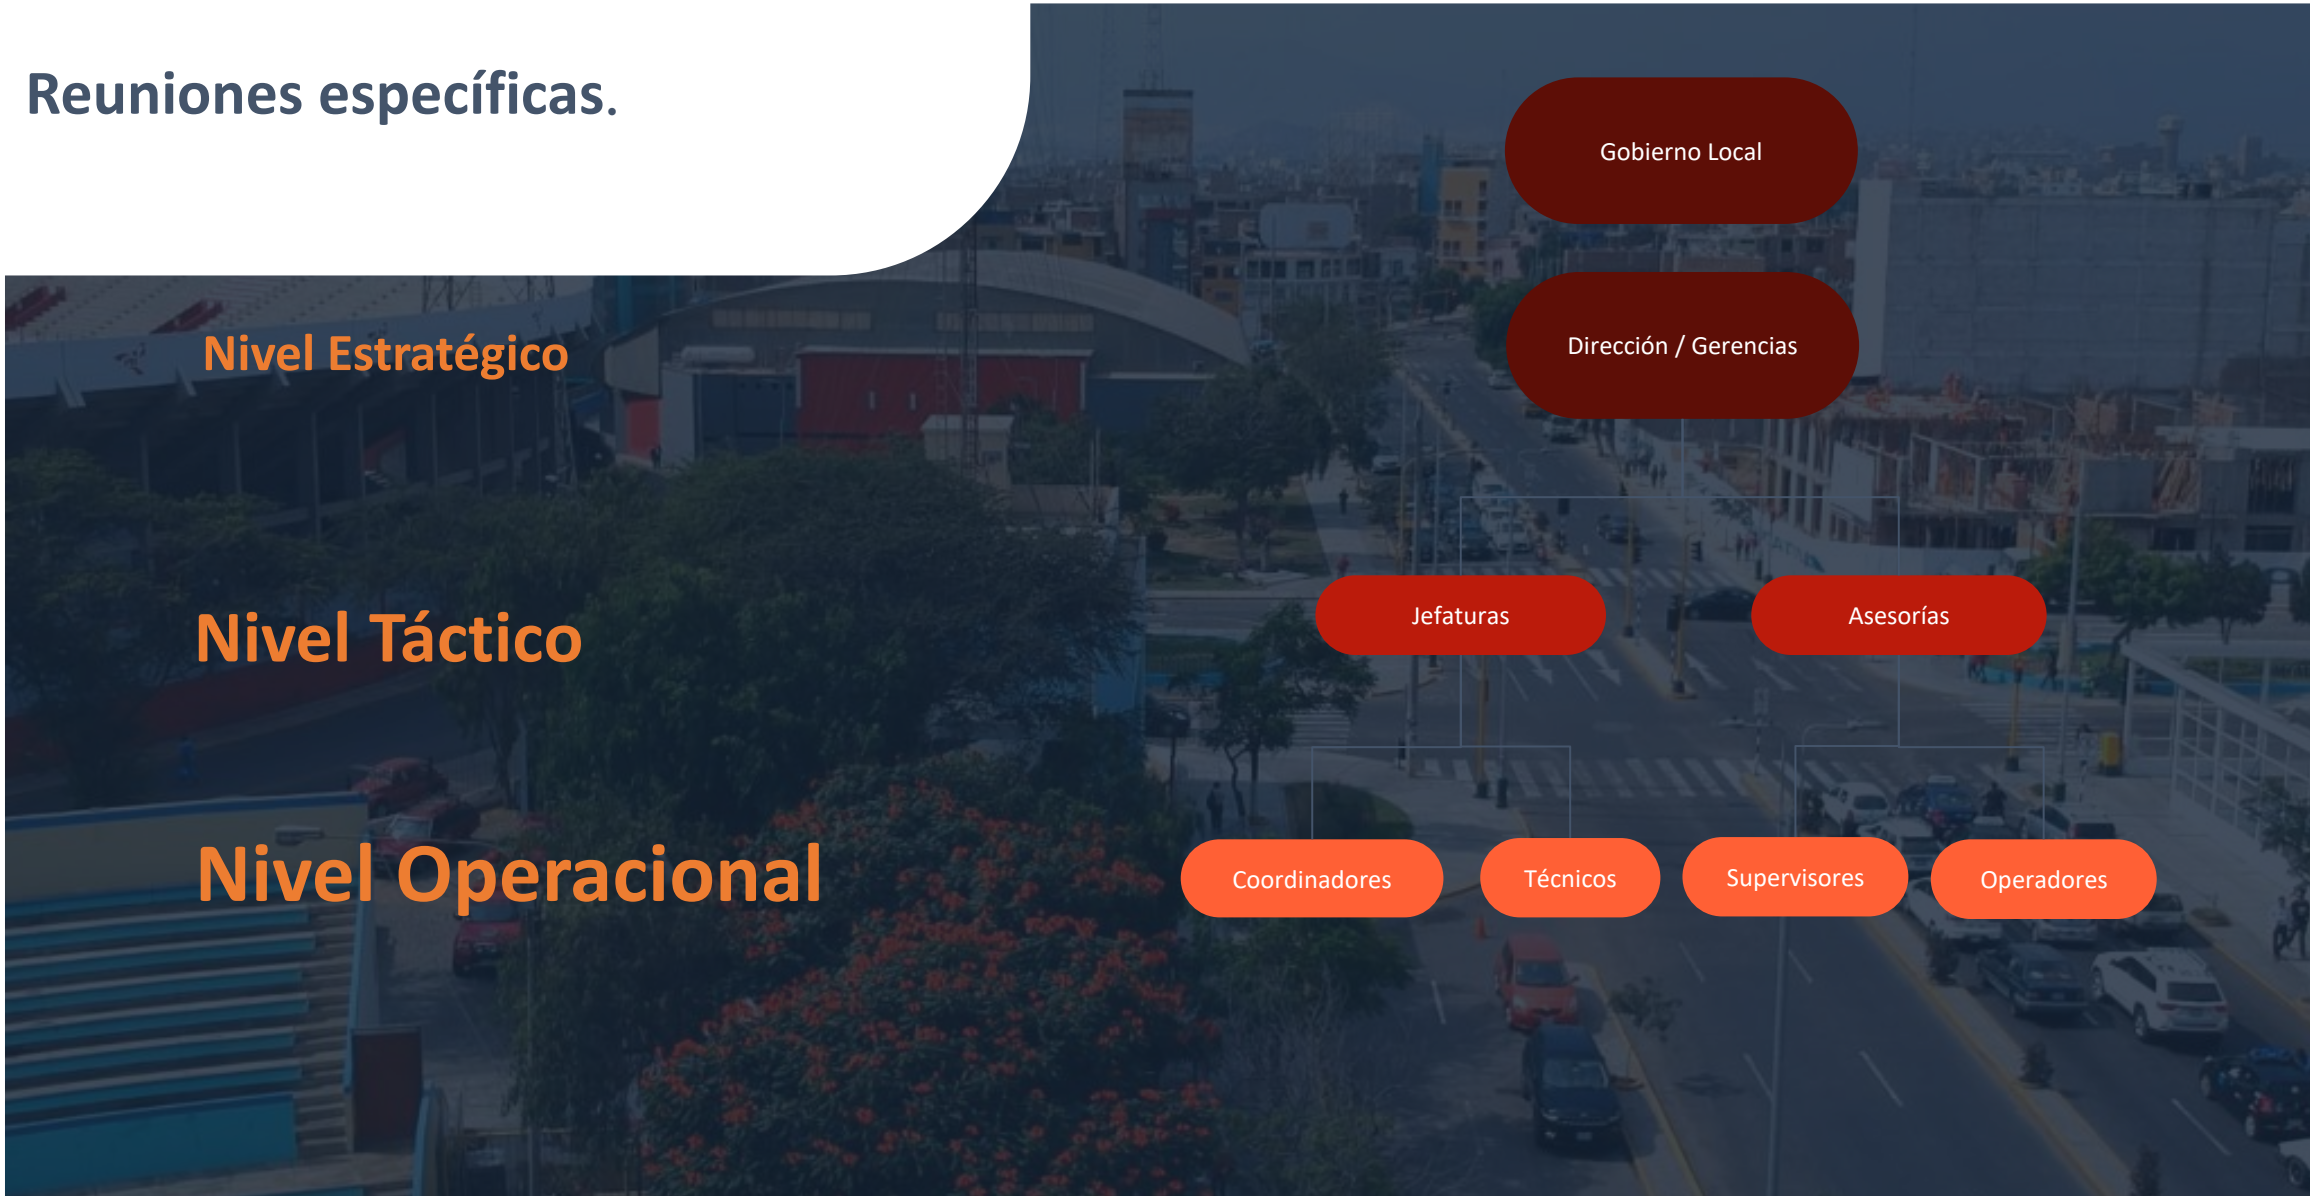 Reuniones específicas.
Gobierno Local
Nivel Estratégico
Dirección / Gerencias
Nivel Táctico
Jefaturas
Asesorías
Nivel Operacional
Coordinadores
Técnicos
Supervisores
Operadores